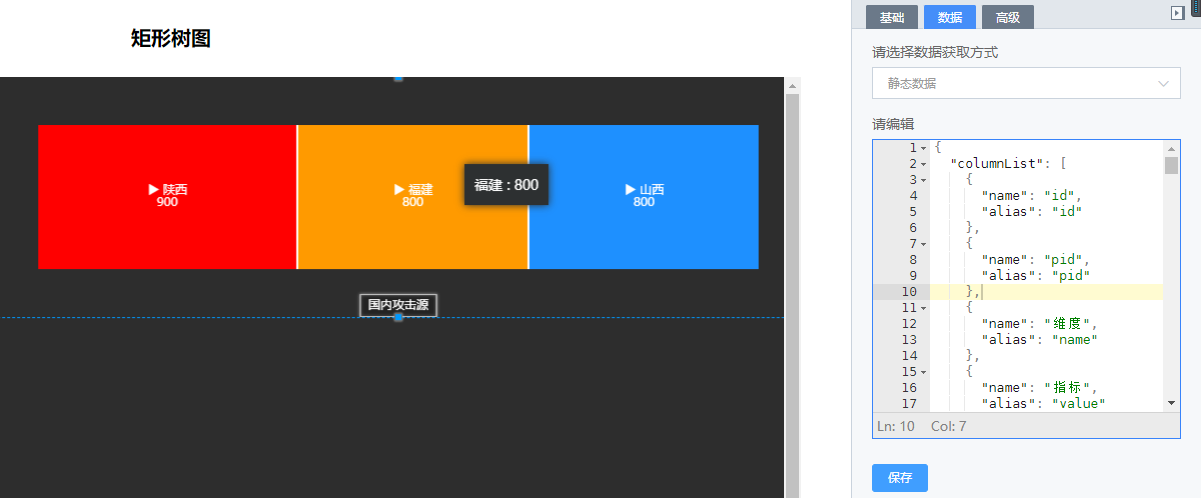 矩形树图
▶ 陕西
900
▶ 福建
800
福建 : 800
▶ 山西
800
国内攻击源
基础
数据
高级
请选择数据获取方式
静态数据
请编辑
1 {
2 "columnList": [
3 {
4 "name": "id",
5 "alias": "id"
6 },
7 {
8 "name": "pid",
9 "alias": "pid"
10 },
11 {
12 "name": "维度",
13 "alias": "name"
14 },
15 {
16 "name": "指标",
17 "alias": "value"
Ln: 10 Col: 7
保存